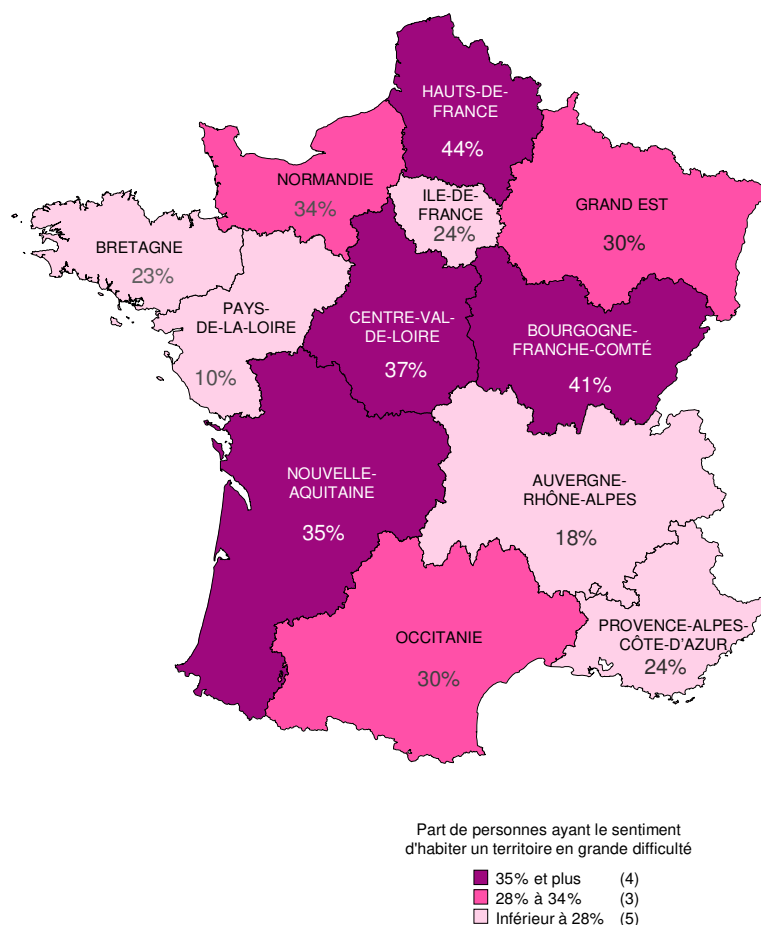 HAUTS-DE-
FRANCE
44%
NORMANDIE
34%
ILE-DE-
FRANCE
24%
GRAND EST
30%
BRETAGNE
23%
PAYS-
DE-LA-LOIRE
10%
CENTRE-VAL-
DE-LOIRE
37%
BOURGOGNE-
FRANCHE-COMTÉ
41%
NOUVELLE-
AQUITAINE
35%
AUVERGNE-
RHÔNE-ALPES
18%
OCCITANIE
30%
PROVENCE-ALPES-
CÔTE-D'AZUR
24%
Part de personnes ayant le sentiment
d'habiter un territoire en grande difficulté
35% et plus (4)
28% à 34% (3)
Inférieur à 28% (5)